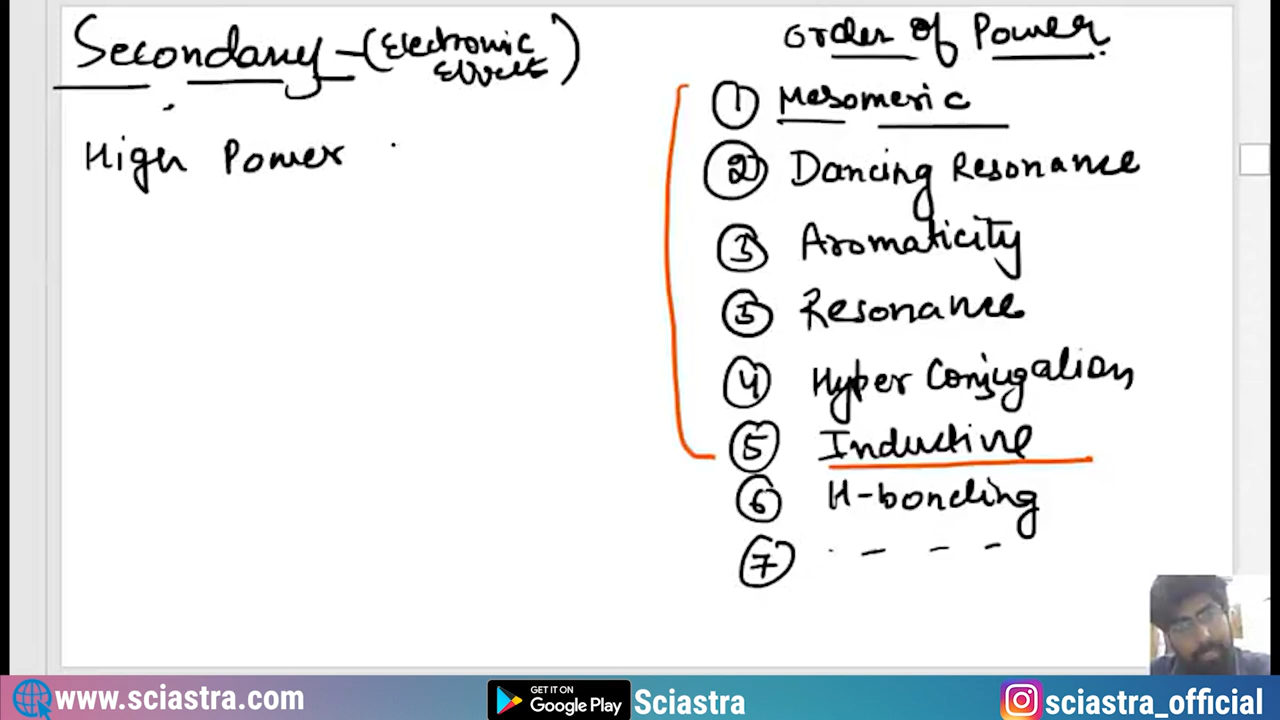 Secondary - (Electronic
Effect)
High Power
Order of Power
1 Mesomeric
2 Dancing Resonance
3 Aromaticity
3 Resonance
4 Hyper Conjugation
5 Inductive
6 H-bonding
7 - - -
www.sciastra.com
GET IT ON
Google Play
Sciastra
sciastra_official